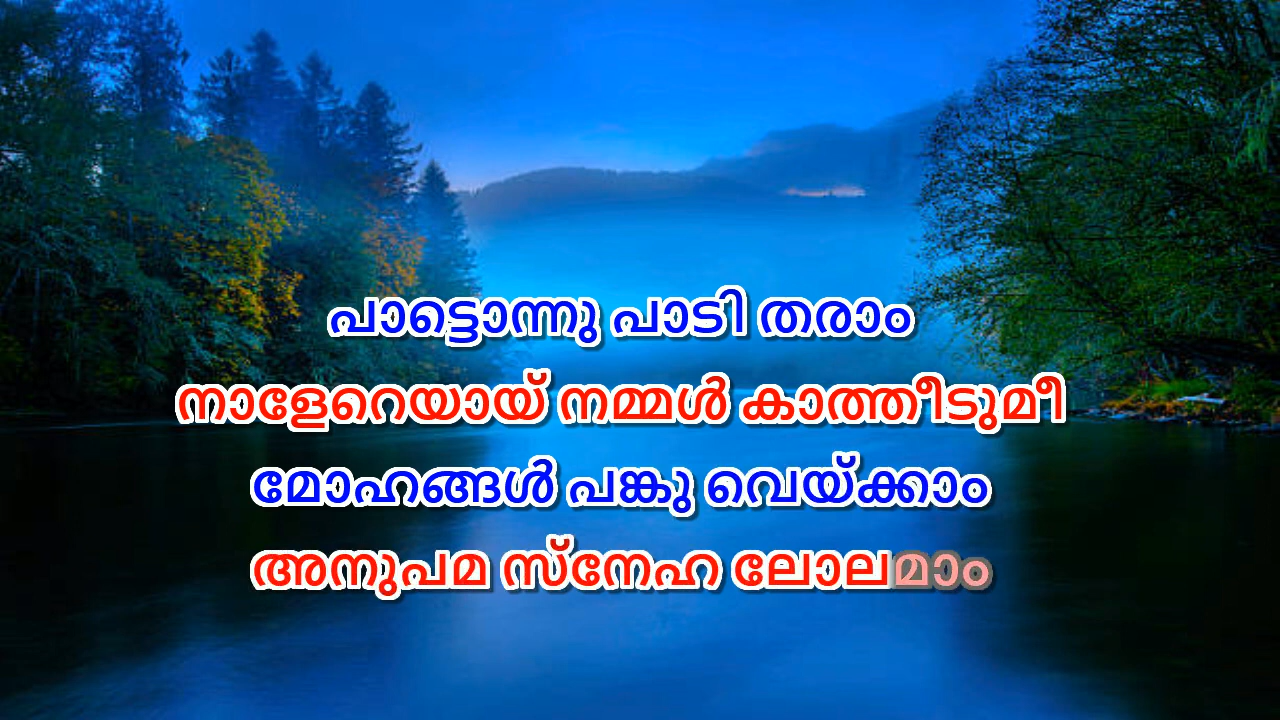 പാട്ടൊന്നു പാടി തരാം
നാളേറെയായ് നമ്മൾ കാത്തീടുമീ
മോഹങ്ങൾ പങ്കു വെയ്ക്കാം
അനുപമ സ്നേഹ ലോലമാം